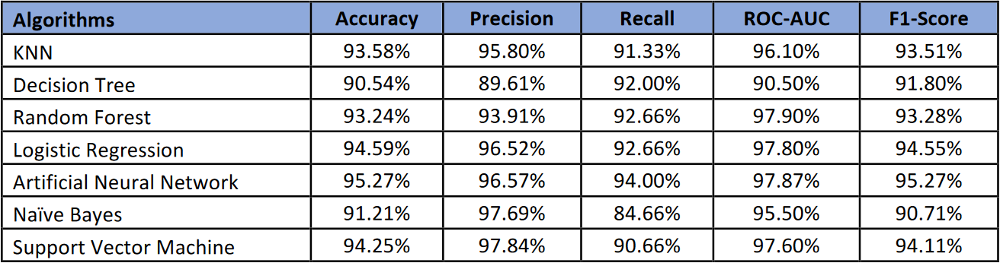 Algorithms Accuracy Precision Recall ROC-AUC F1-Score
KNN 93.58% 95.80% 91.33% 96.10% 93.51%
Decision Tree 90.54% 89.61% 92.00% 90.50% 91.80%
Random Forest 93.24% 93.91% 92.66% 97.90% 93.28%
Logistic Regression 94.59% 96.52% 92.66% 97.80% 94.55%
Artificial Neural Network 95.27% 96.57% 94.00% 97.87% 95.27%
Naïve Bayes 91.21% 97.69% 84.66% 95.50% 90.71%
Support Vector Machine 94.25% 97.84% 90.66% 97.60% 94.11%